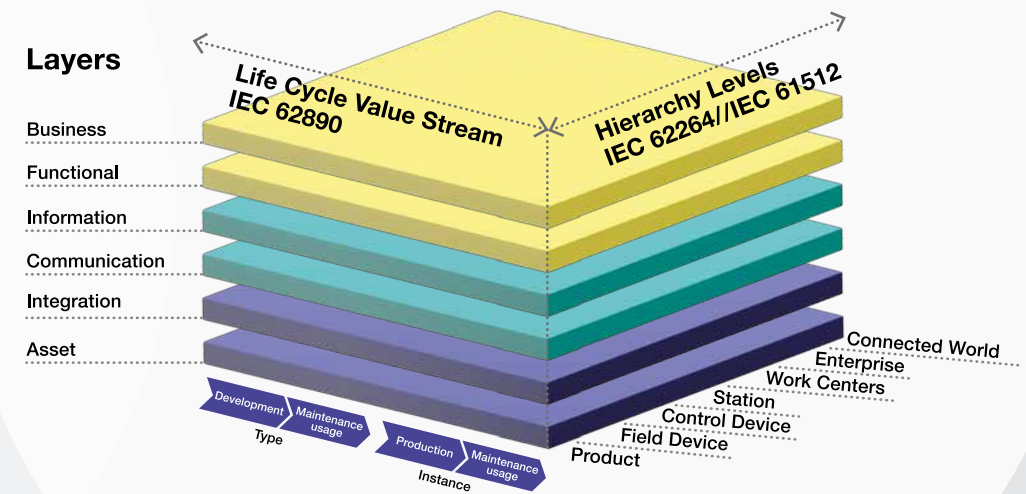 Layers
Life Cycle Value Stream
IEC 62890
Hierarchy Levels
IEC 62264//IEC 61512
Business
Functional
Information
Communication
Integration
Asset
Connected World
Enterprise
Work Centers
Station
Control Device
Field Device
Product
Development
Maintenance
usage
Type
Production
Maintenance
usage
Instance